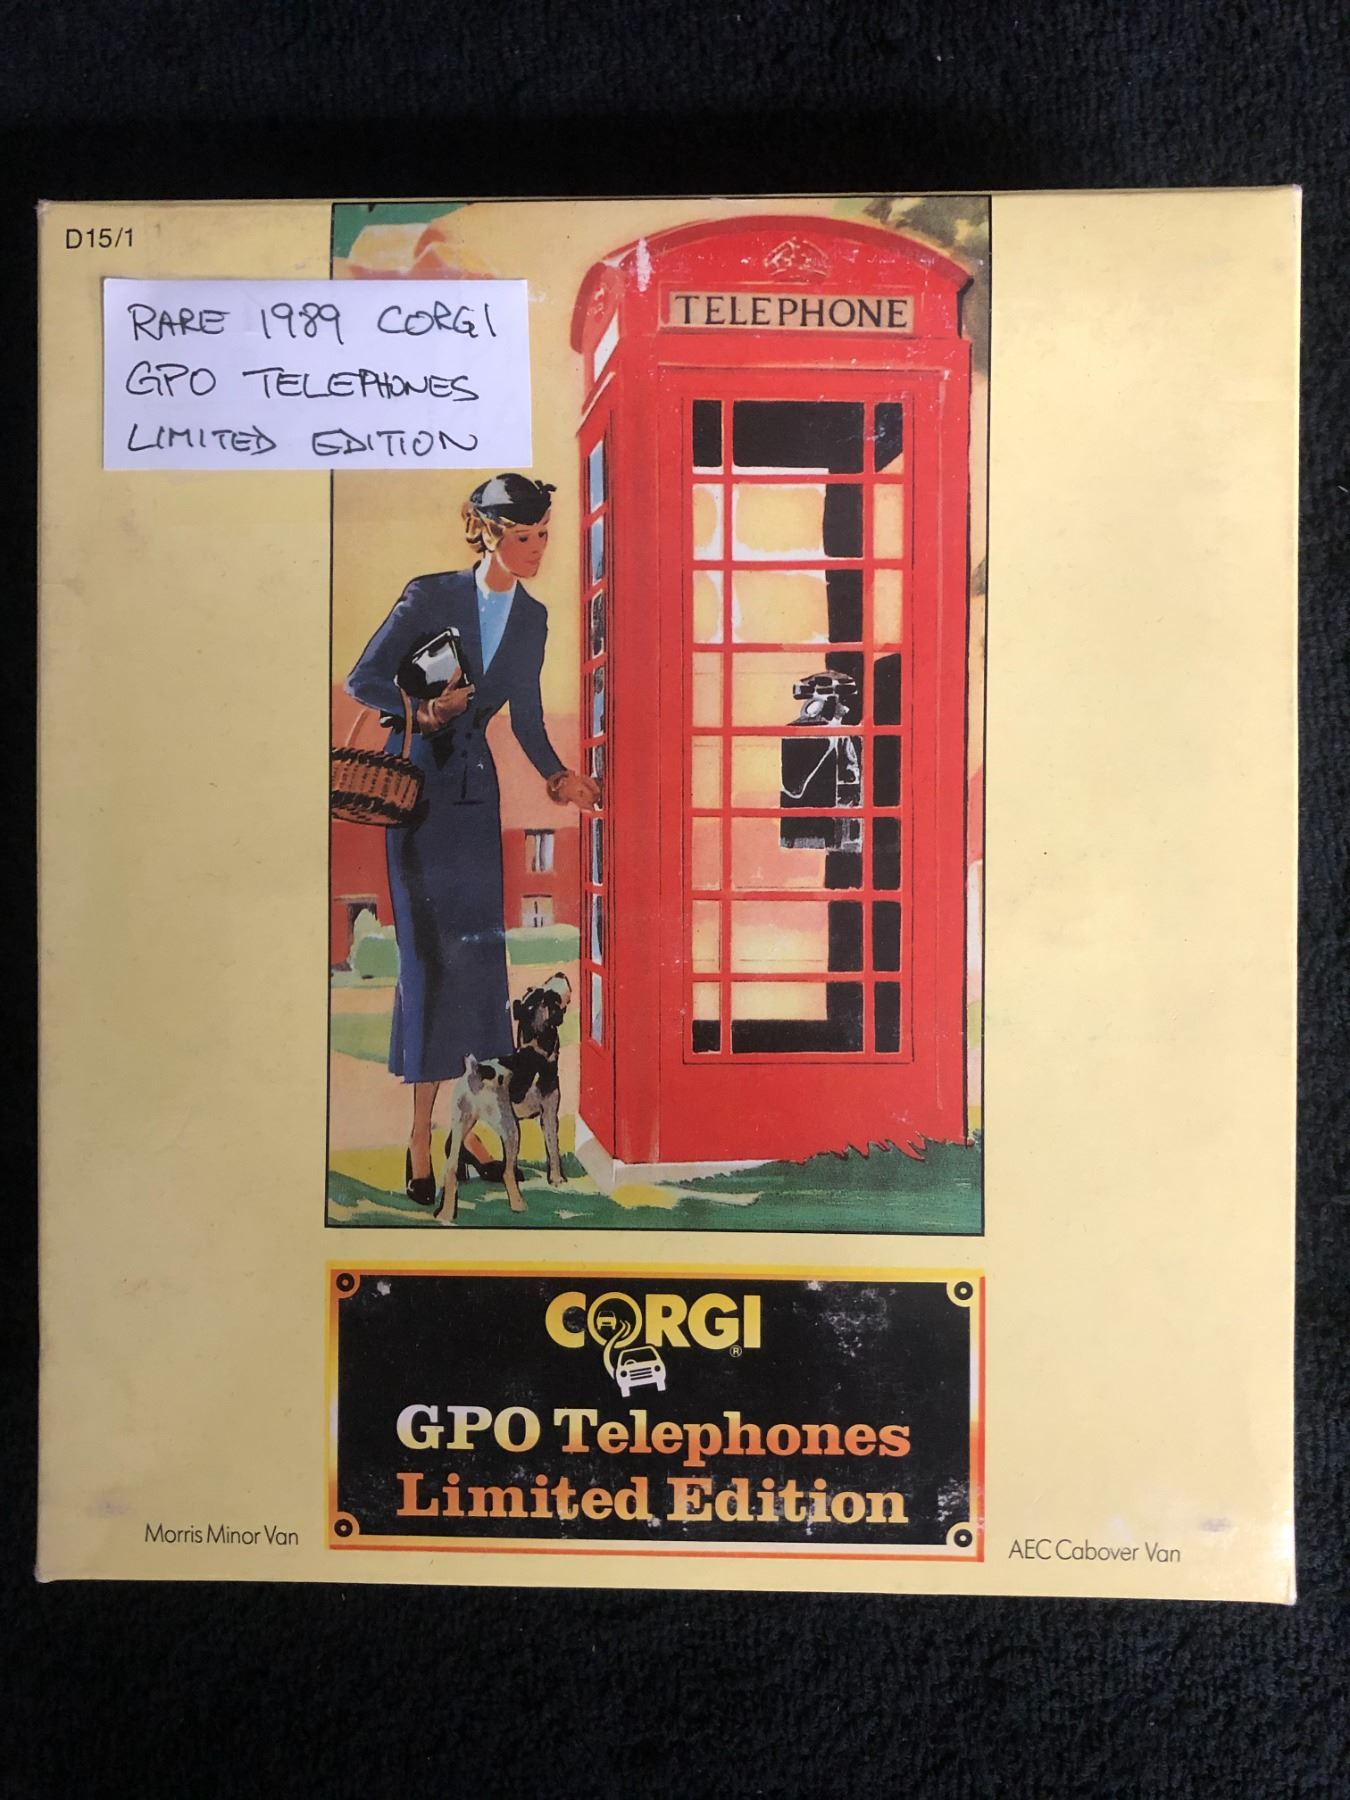 D15/1
RARE 1989 CORGI
GPO TELEPHONES
LIMITED EDITION
TELEPHONE
CORGI
®
GPO Telephones
Limited Edition
Morris Minor Van
AEC Cabover Van